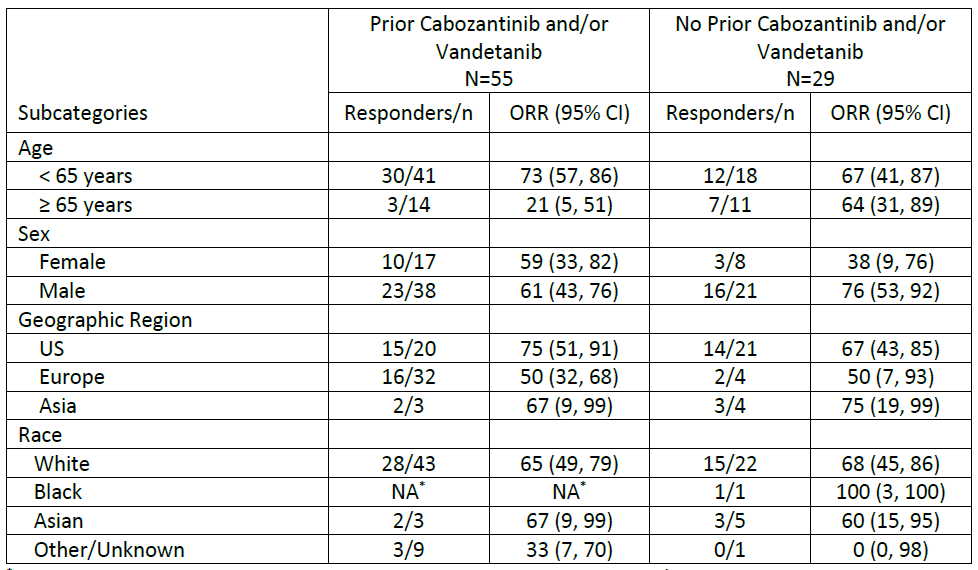 Subcategories | Prior Cabozantinib and/or Vandetanib N=55 | No Prior Cabozantinib and/or Vandetanib N=29
Responders/n | ORR (95% CI) | Responders/n | ORR (95% CI)
Age
< 65 years | 30/41 | 73 (57, 86) | 12/18 | 67 (41, 87)
≥ 65 years | 3/14 | 21 (5, 51) | 7/11 | 64 (31, 89)
Sex
Female | 10/17 | 59 (33, 82) | 3/8 | 38 (9, 76)
Male | 23/38 | 61 (43, 76) | 16/21 | 76 (53, 92)
Geographic Region
US | 15/20 | 75 (51, 91) | 14/21 | 67 (43, 85)
Europe | 16/32 | 50 (32, 68) | 2/4 | 50 (7, 93)
Asia | 2/3 | 67 (9, 99) | 3/4 | 75 (19, 99)
Race
White | 28/43 | 65 (49, 79) | 15/22 | 68 (45, 86)
Black | NA* | NA* | 1/1 | 100 (3, 100)
Asian | 2/3 | 67 (9, 99) | 3/5 | 60 (15, 95)
Other/Unknown | 3/9 | 33 (7, 70) | 0/1 | 0 (0, 98)